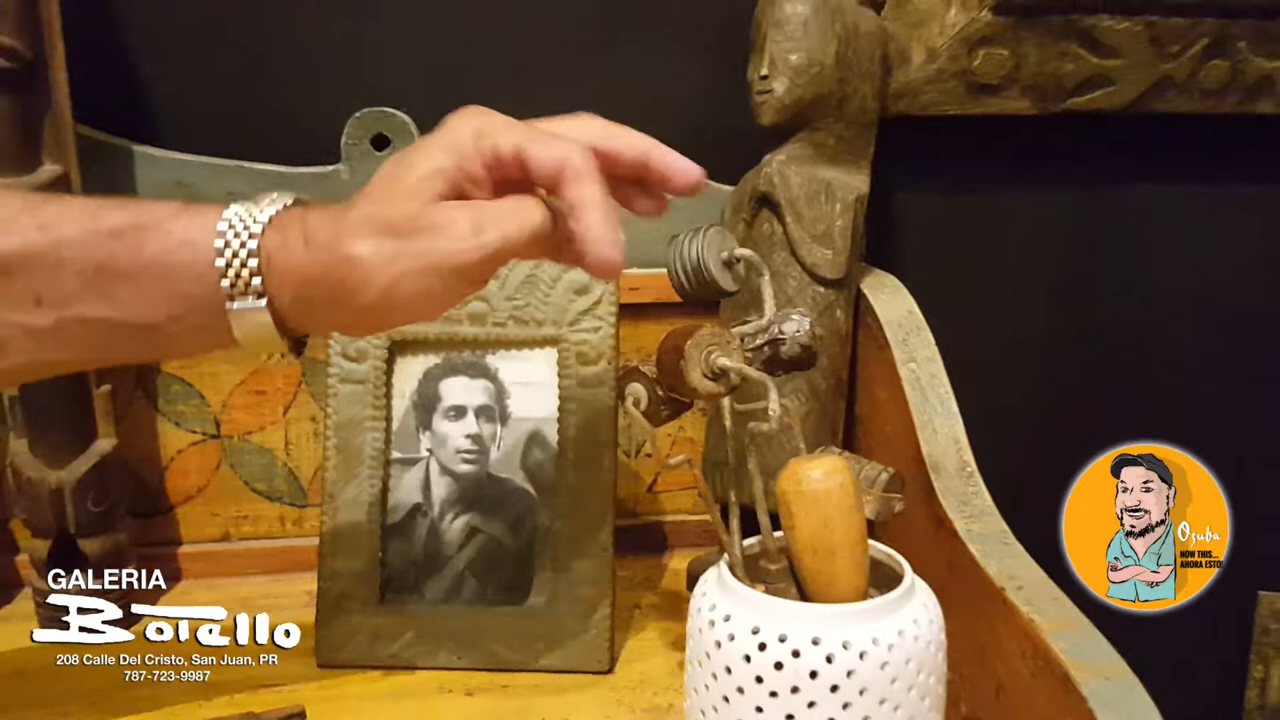 GALERIA
Botello
208 Calle Del Cristo, San Juan, PR
787-723-9987
Ozuba
NOW THIS...
AHORA ESTO!